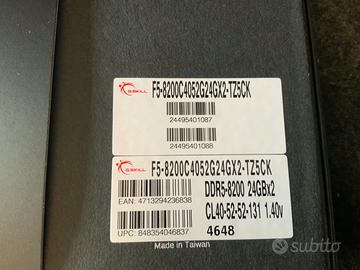 G.SKILL
F5-8200C4052G24GX2-TZ5CK
24495401087
24495401088
G.SKILL
F5-8200C4052G24GX2-TZ5CK
DDR5-8200 24GBx2
EAN: 4713294236838
CL40-52-52-131 1.40v
UPC: 848354046837
4648
Made in Taiwan
subito